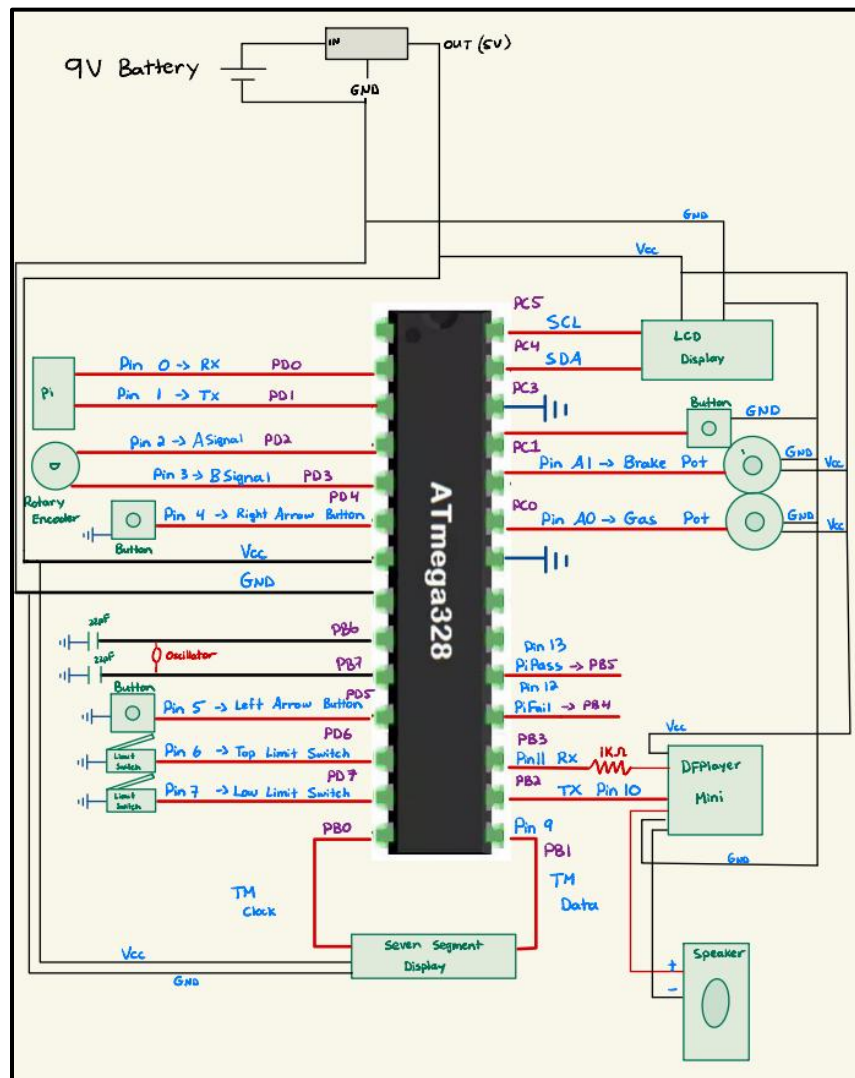 9V Battery
IN
OUT (5V)
GND
GND
Vcc
PC5
SCL
PC4
SDA
LCD
Display
Pi
Pin 0 → RX PD0
Pin 1 → Tx PD1
PC3
Button
GND
Pin 2 → A Signal PD2
PC1
Pin A1 → Brake Pot
GND
Vcc
Pin 3 → B Signal PD3
Rotary
Encoder
PD4
Pin 4 → Right Arrow Button
Button
PC0
Pin A0 → Gas Pot
GND
Vcc
GND
ATmega328
22pF
PB6
Oscillator
22pF
PB7
Pin 13
PiPass → PB5
Pin 12
PiFail → PB4
Button
PD5
Pin 5 → Left Arrow Button
PD6
Pin 6 → Top Limit Switch
Limit
Switch
PD7
Pin 7 → Low Limit Switch
Limit
Switch
PB3
Pin11 Rx
1KΩ
Vcc
DFPlayer
Mini
PB2
TX Pin 10
GND
PB0
Pin 9
PB1
TM
Clock
TM
Data
Seven Segment
Display
Vcc
GND
Speaker
+
-